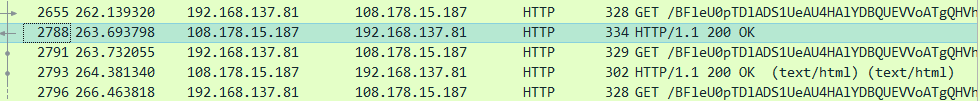 2655 262.139320 192.168.137.81 108.178.15.187 HTTP 328 GET /BFleU0pTDlADS1UeAU4HAlYDBQUEVVoATgQHVh
2788 263.693798 108.178.15.187 192.168.137.81 HTTP 334 HTTP/1.1 200 OK
2791 263.732055 192.168.137.81 108.178.15.187 HTTP 328 GET /BFleU0pTDlADS1UeAU4HAlYDBQUEVVoATgQHVh
2793 264.381340 108.178.15.187 192.168.137.81 HTTP 302 HTTP/1.1 200 OK (text/html) (text/html)
2796 266.463818 192.168.137.81 108.178.15.187 HTTP 328 GET /BFleU0pTDlADS1UeAU4HAlYDBQUEVVoATgQHVh